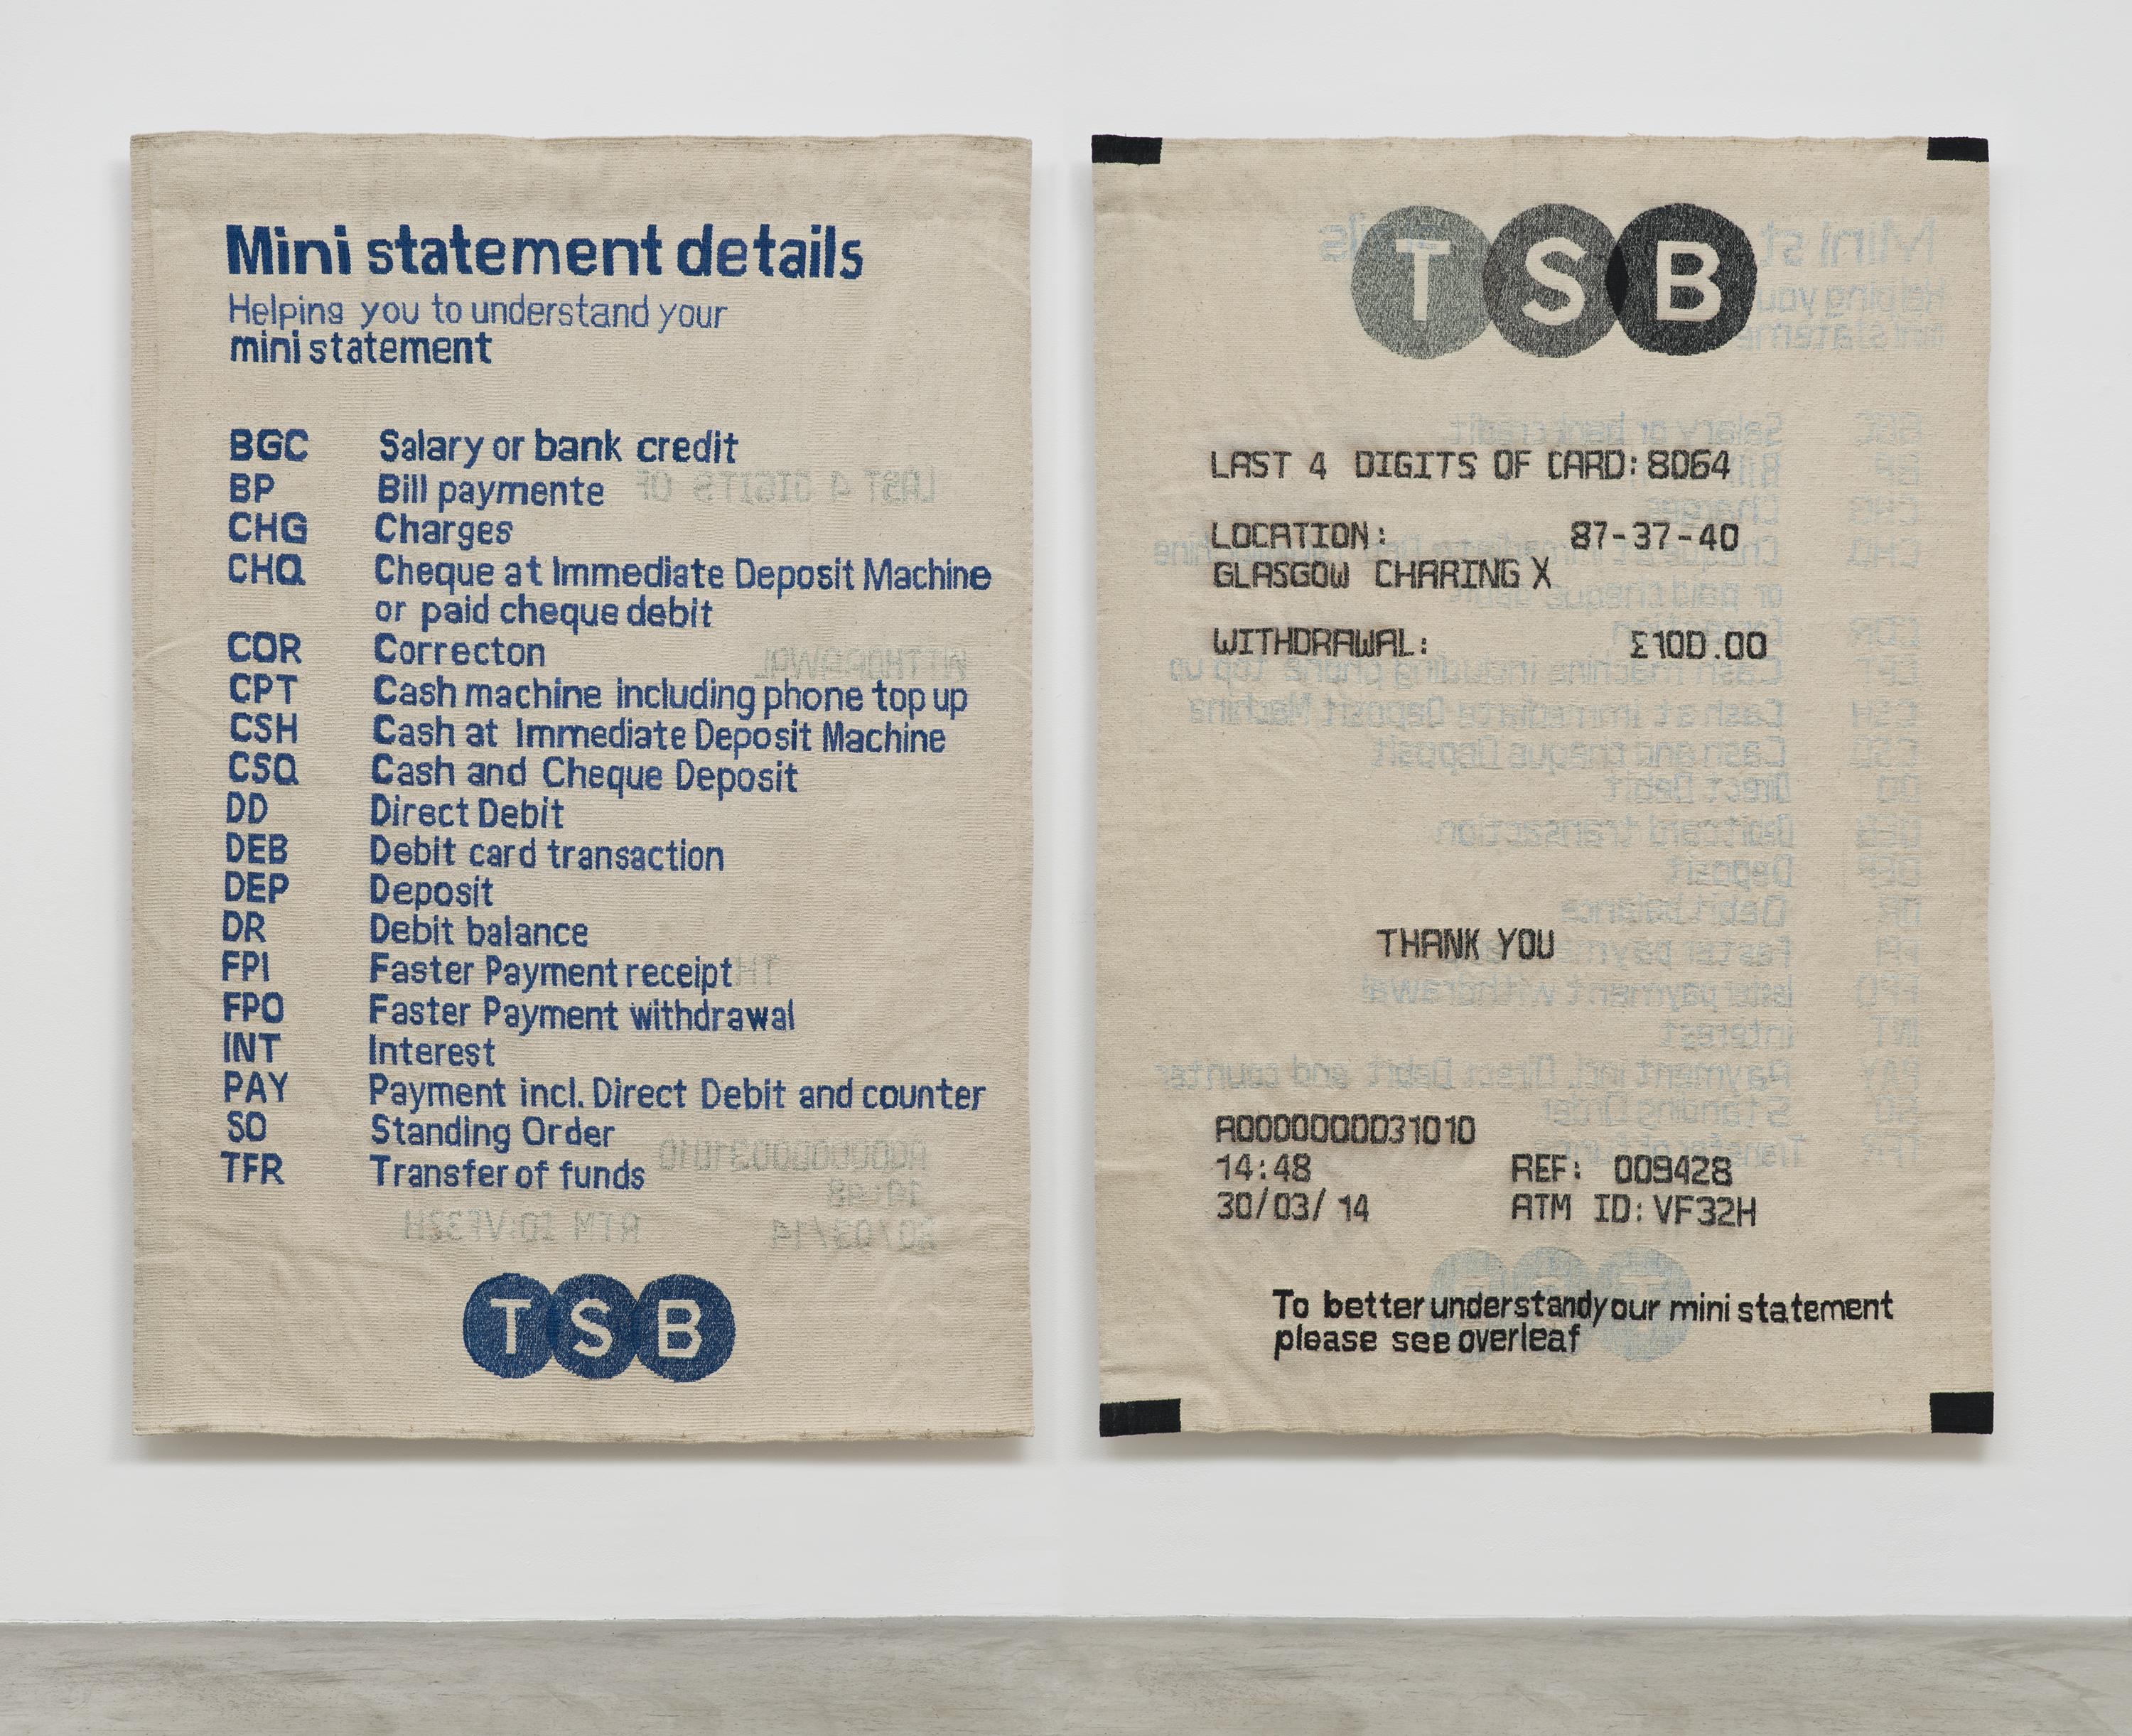 Mini statement details
Helping you to understand your
mini statement
BGC Salary or bank credit
BP Bill paymente
CHG Charges
CHQ Cheque at Immediate Deposit Machine
or paid cheque debit
COR Correcton
CPT Cash machine including phone top up
CSH Cash at Immediate Deposit Machine
CSQ Cash and Cheque Deposit
DD Direct Debit
DEB Debit card transaction
DEP Deposit
DR Debit balance
FPI Faster Payment receipt
FPO Faster Payment withdrawal
INT Interest
PAY Payment incl. Direct Debit and counter
SO Standing Order
TFR Transfer of funds
TSB
TSB
LAST 4 DIGITS OF CARD: 8064
LOCATION: 87-37-40
GLASGOW CHARING X
WITHDRAWAL: £100.00
THANK YOU
A0000000031010
14:48 REF: 009428
30/03/14 ATM ID: VF32H
To better understand your mini statement
please see overleaf